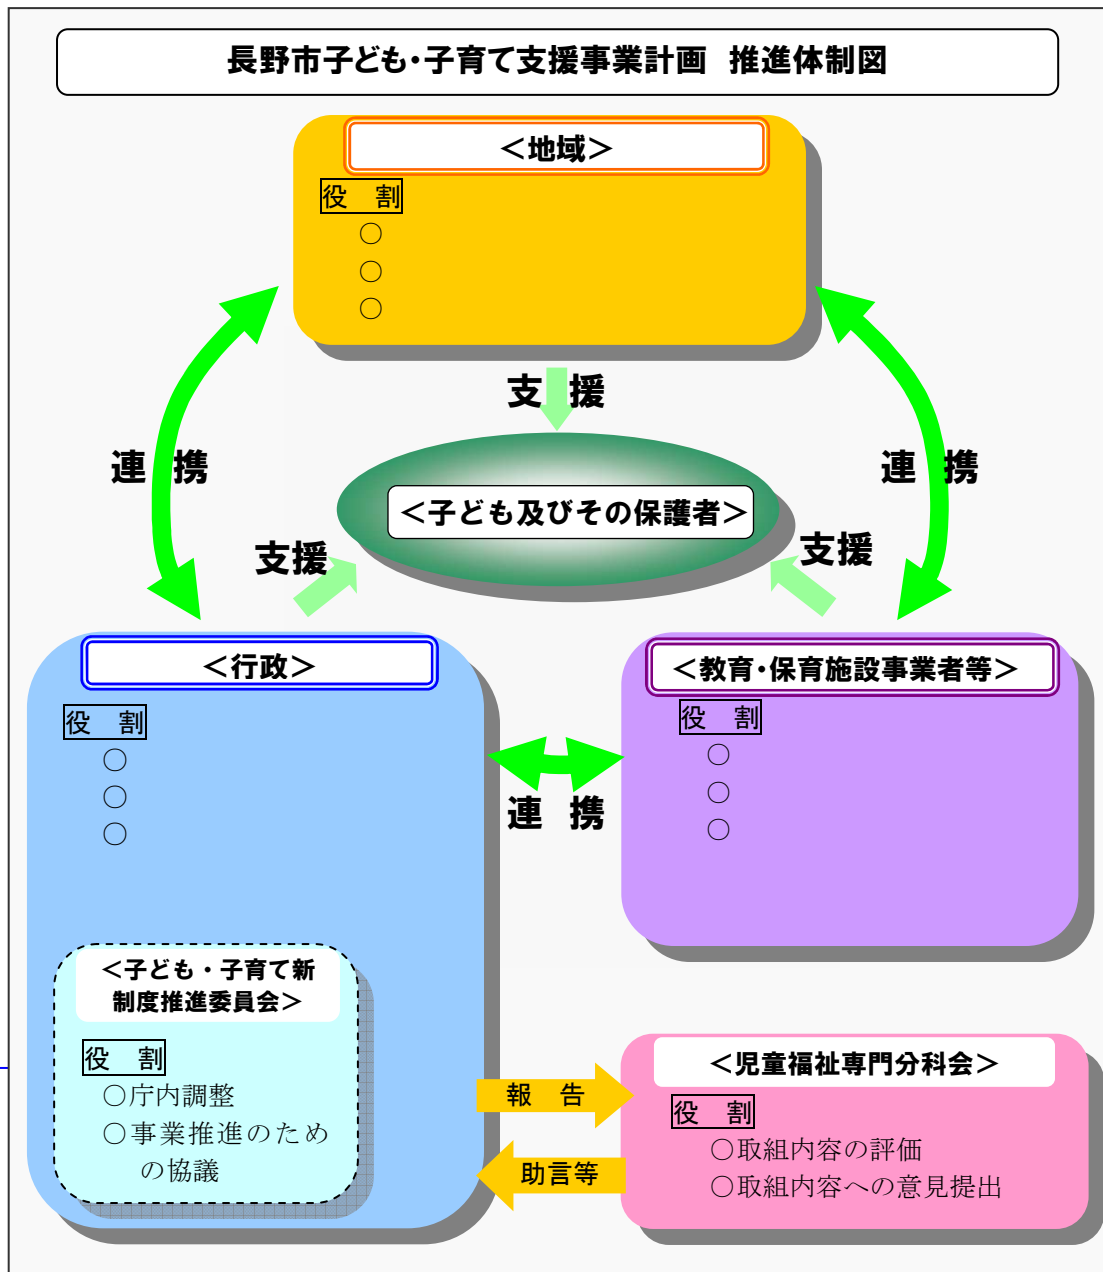 長野市子ども・子育て支援事業計画　推進体制図
＜地域＞
役　割
○
○
○
支　援
連　携
連　携
＜子ども及びその保護者＞
支援
支援
＜行政＞
役　割
○
○
○
＜教育・保育施設事業者等＞
役　割
○
○
○
連　携
＜子ども・子育て新
制度推進委員会＞
役　割
○庁内調整
○事業推進のため
の協議
報　告
助言等
＜児童福祉専門分科会＞
役　割
○取組内容の評価
○取組内容への意見提出